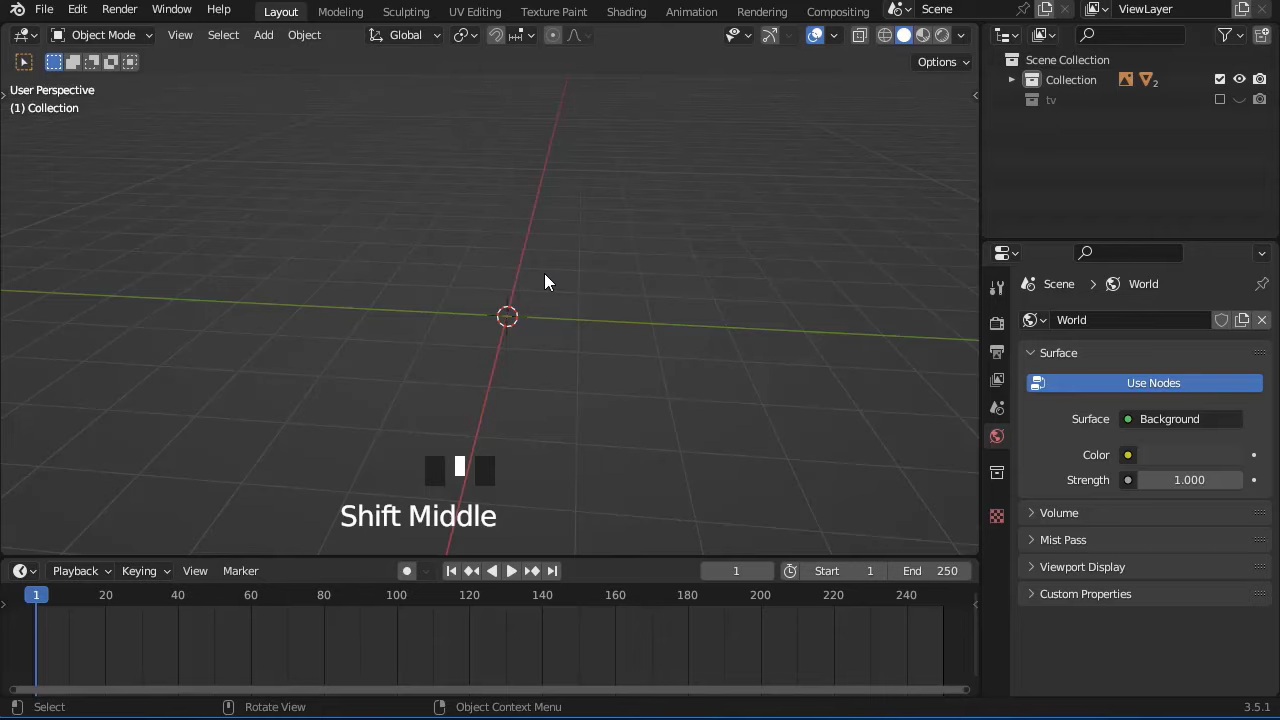 File Edit Render Window Help Layout Modeling Sculpting UV Editing Texture Paint Shading Animation Rendering Compositing Scene ViewLayer
Object Mode View Select Add Object Global
Options
User Perspective
(1) Collection
Scene Collection
Collection 2
tv
Scene World
World
Surface
Use Nodes
Surface Background
Color
Strength 1.000
Volume
Mist Pass
Viewport Display
Custom Properties
Shift Middle
Playback Keying View Marker 1 Start 1 End 250
1 20 40 60 80 100 120 140 160 180 200 220 240
Select Rotate View Object Context Menu 3.5.1